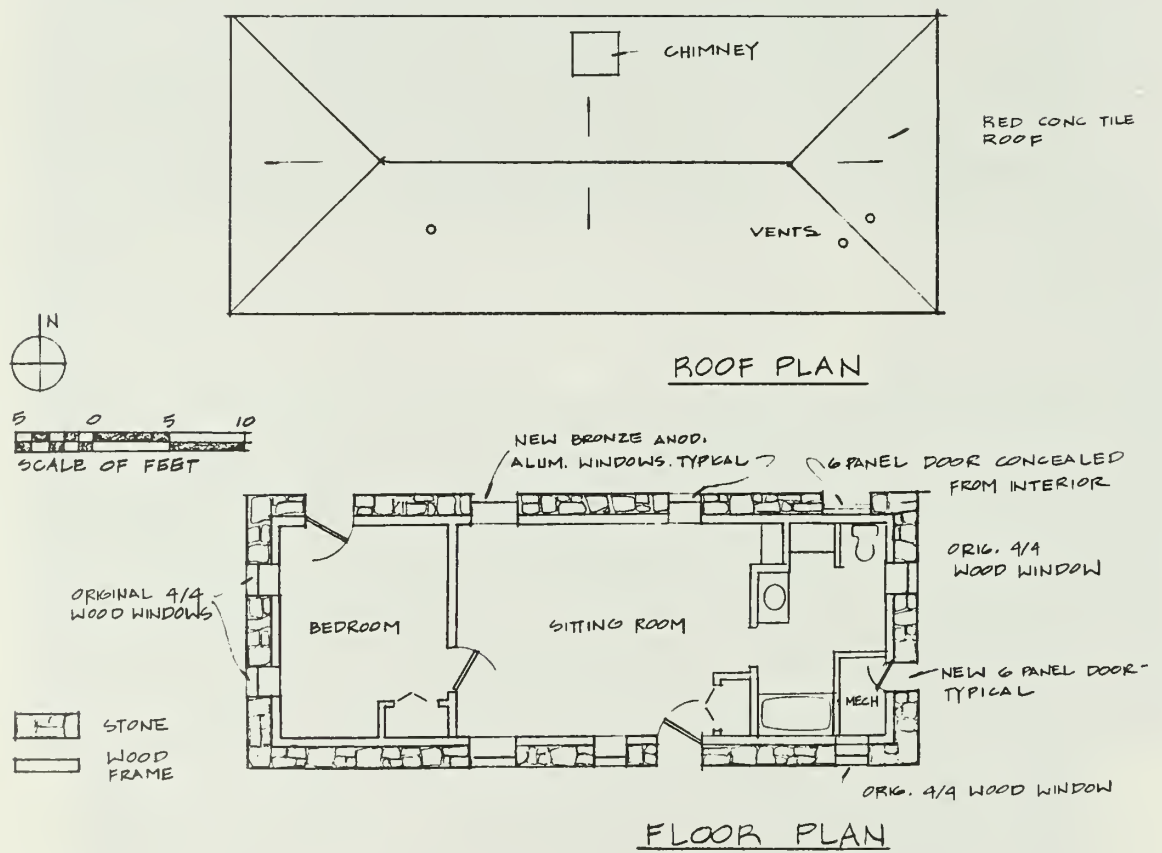 CHIMNEY
RED CONC TILE
ROOF
VENTS
ROOF PLAN
N
5 0 5 10
SCALE OF FEET
NEW BRONZE ANOD.
ALUM. WINDOWS. TYPICAL
6 PANEL DOOR CONCEALED
FROM INTERIOR
ORIGINAL 4/4
WOOD WINDOWS
ORIG. 4/4
WOOD WINDOW
BEDROOM
SITTING ROOM
NEW 6 PANEL DOOR-
TYPICAL
MECH
STONE
WOOD
FRAME
ORIG. 4/4 WOOD WINDOW
FLOOR PLAN